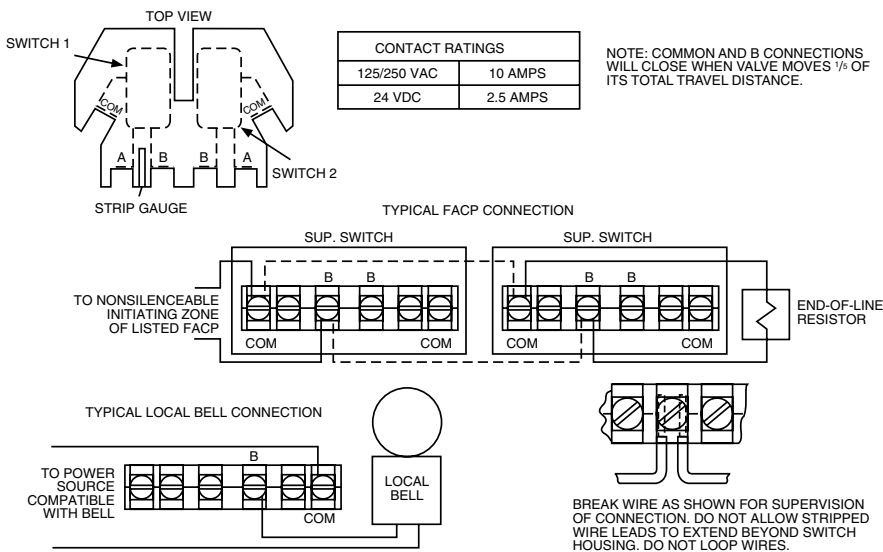 TOP VIEW
SWITCH 1
COM
COM
A B B A
SWITCH 2
STRIP GAUGE
CONTACT RATINGS
125/250 VAC 10 AMPS
24 VDC 2.5 AMPS
NOTE: COMMON AND B CONNECTIONS
WILL CLOSE WHEN VALVE MOVES 1/5 OF
ITS TOTAL TRAVEL DISTANCE.
TYPICAL FACP CONNECTION
SUP. SWITCH
B B
COM COM
SUP. SWITCH
B B
COM COM
TO NONSILENCEABLE
INITIATING ZONE
OF LISTED FACP
END-OF-LINE
RESISTOR
TYPICAL LOCAL BELL CONNECTION
B
COM
TO POWER
SOURCE
COMPATIBLE
WITH BELL
LOCAL
BELL
BREAK WIRE AS SHOWN FOR SUPERVISION
OF CONNECTION. DO NOT ALLOW STRIPPED
WIRE LEADS TO EXTEND BEYOND SWITCH
HOUSING. DO NOT LOOP WIRES.